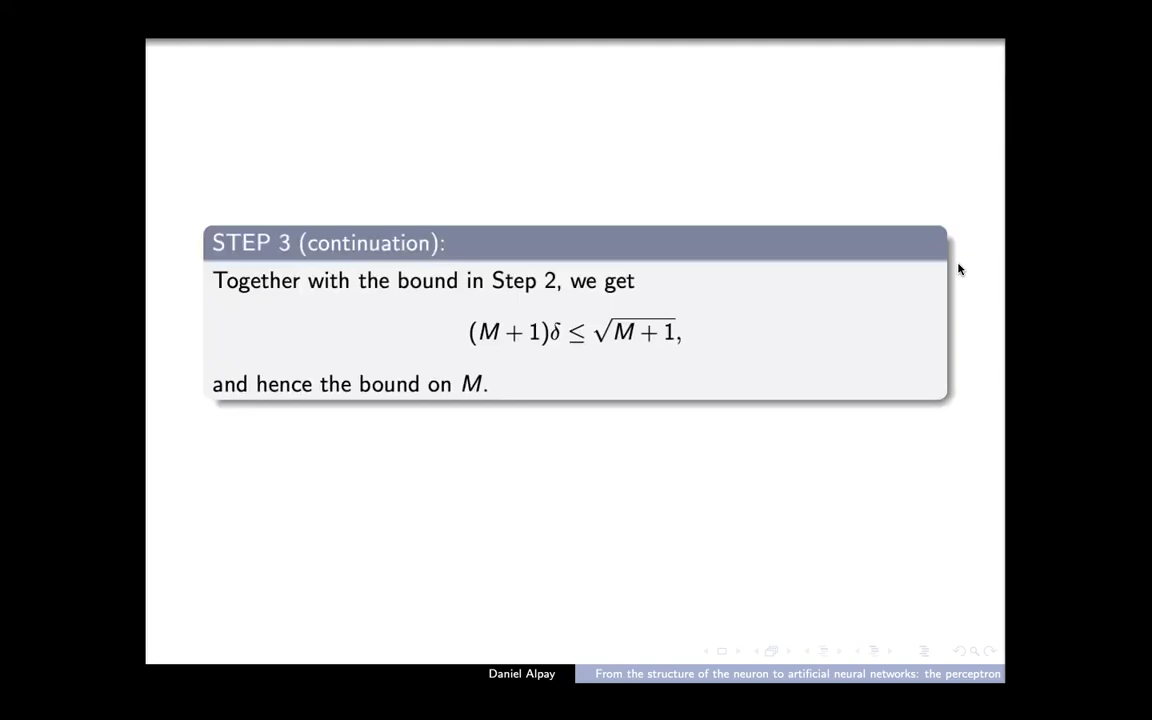 STEP 3 (continuation):
Together with the bound in Step 2, we get
(M + 1)δ ≤ √(M + 1),
and hence the bound on M.
Daniel Alpay From the structure of the neuron to artificial neural networks: the perceptron